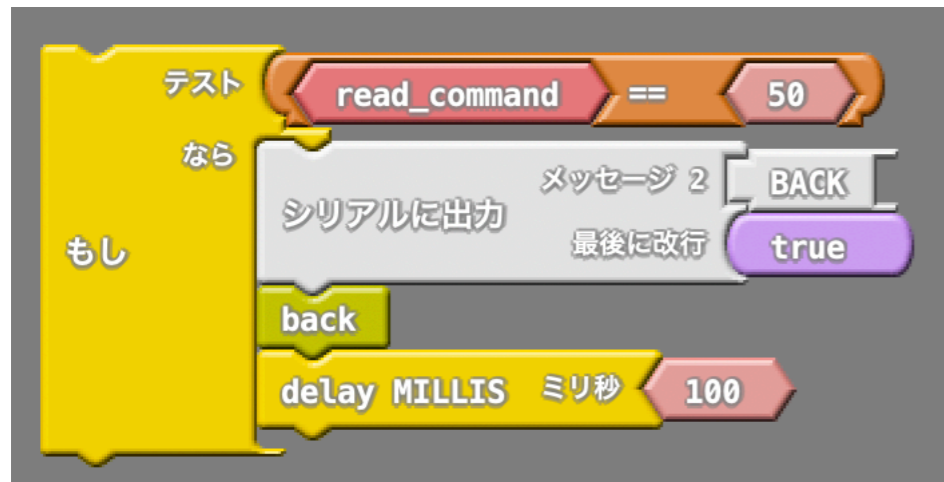 テスト read_command == 50
なら
メッセージ 2 BACK
シリアルに出力
最後に改行 true
もし
back
delay MILLIS ミリ秒 100